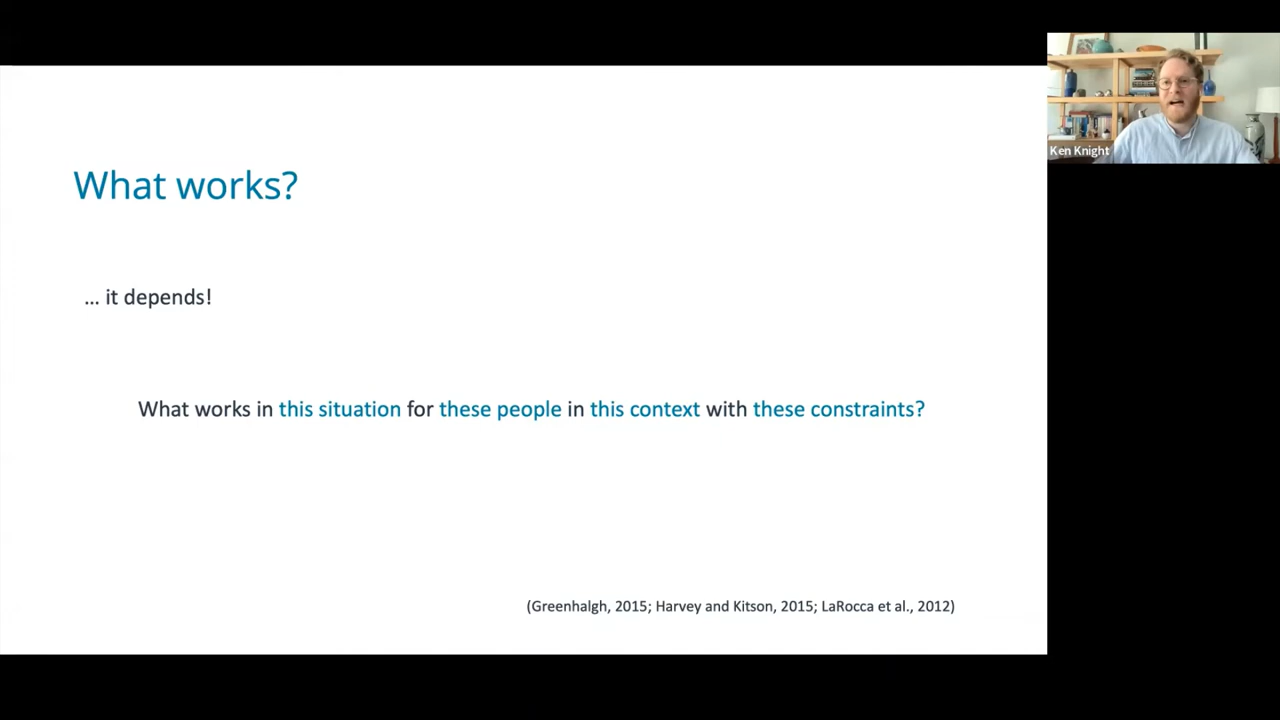 What works?
... it depends!
What works in this situation for these people in this context with these constraints?
(Greenhalgh, 2015; Harvey and Kitson, 2015; LaRocca et al., 2012)
Ken Knight